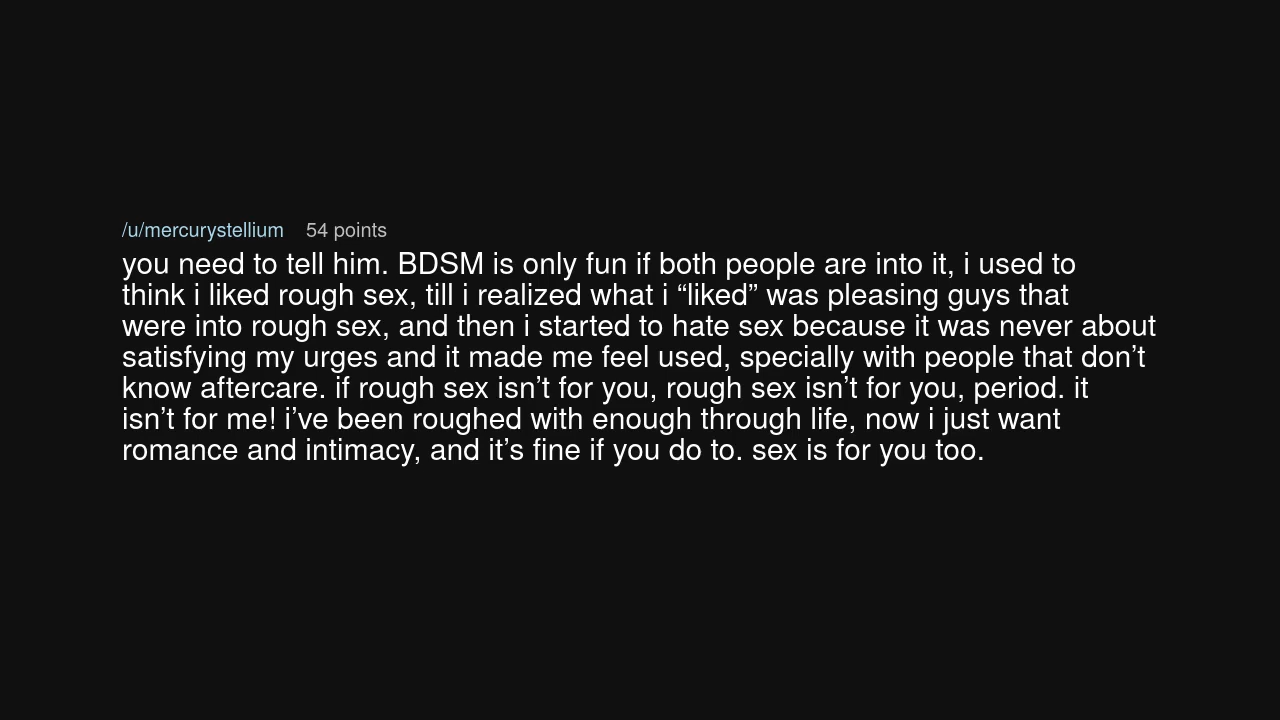 /u/mercurystellium 54 points
you need to tell him. BDSM is only fun if both people are into it, i used to
think i liked rough sex, till i realized what i “liked” was pleasing guys that
were into rough sex, and then i started to hate sex because it was never about
satisfying my urges and it made me feel used, specially with people that don’t
know aftercare. if rough sex isn’t for you, rough sex isn’t for you, period. it
isn’t for me! i’ve been roughed with enough through life, now i just want
romance and intimacy, and it’s fine if you do to. sex is for you too.